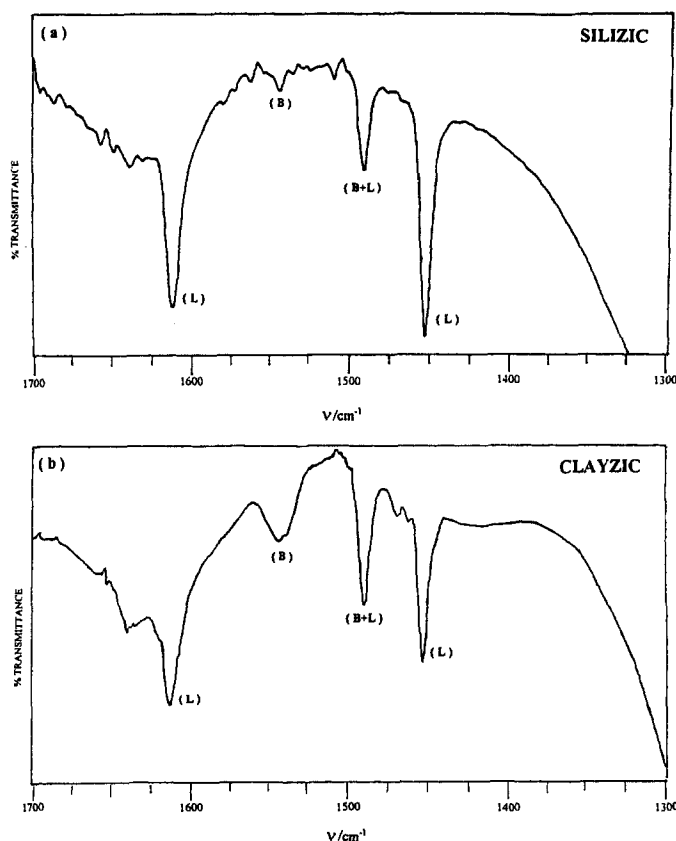 (a)
SILIZIC
% TRANSMITTANCE
(B)
(B+L)
(L)
(L)
1700 1600 1500 1400 1300
V/cm-1
(b)
CLAYZIC
% TRANSMITTANCE
(B)
(B+L)
(L)
(L)
1700 1600 1500 1400 1300
V/cm-1